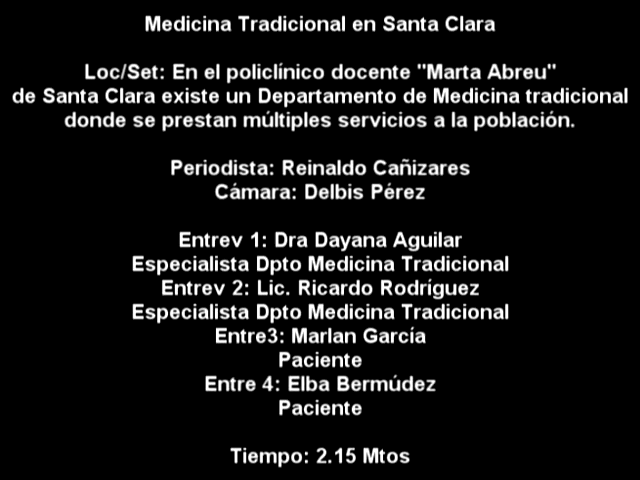 Medicina Tradicional en Santa Clara
Loc/Set: En el policlínico docente "Marta Abreu"
de Santa Clara existe un Departamento de Medicina tradicional
donde se prestan múltiples servicios a la población.
Periodista: Reinaldo Cañizares
Cámara: Delbis Pérez
Entrev 1: Dra Dayana Aguilar
Especialista Dpto Medicina Tradicional
Entrev 2: Lic. Ricardo Rodríguez
Especialista Dpto Medicina Tradicional
Entre3: Marlan García
Paciente
Entre 4: Elba Bermúdez
Paciente
Tiempo: 2.15 Mtos